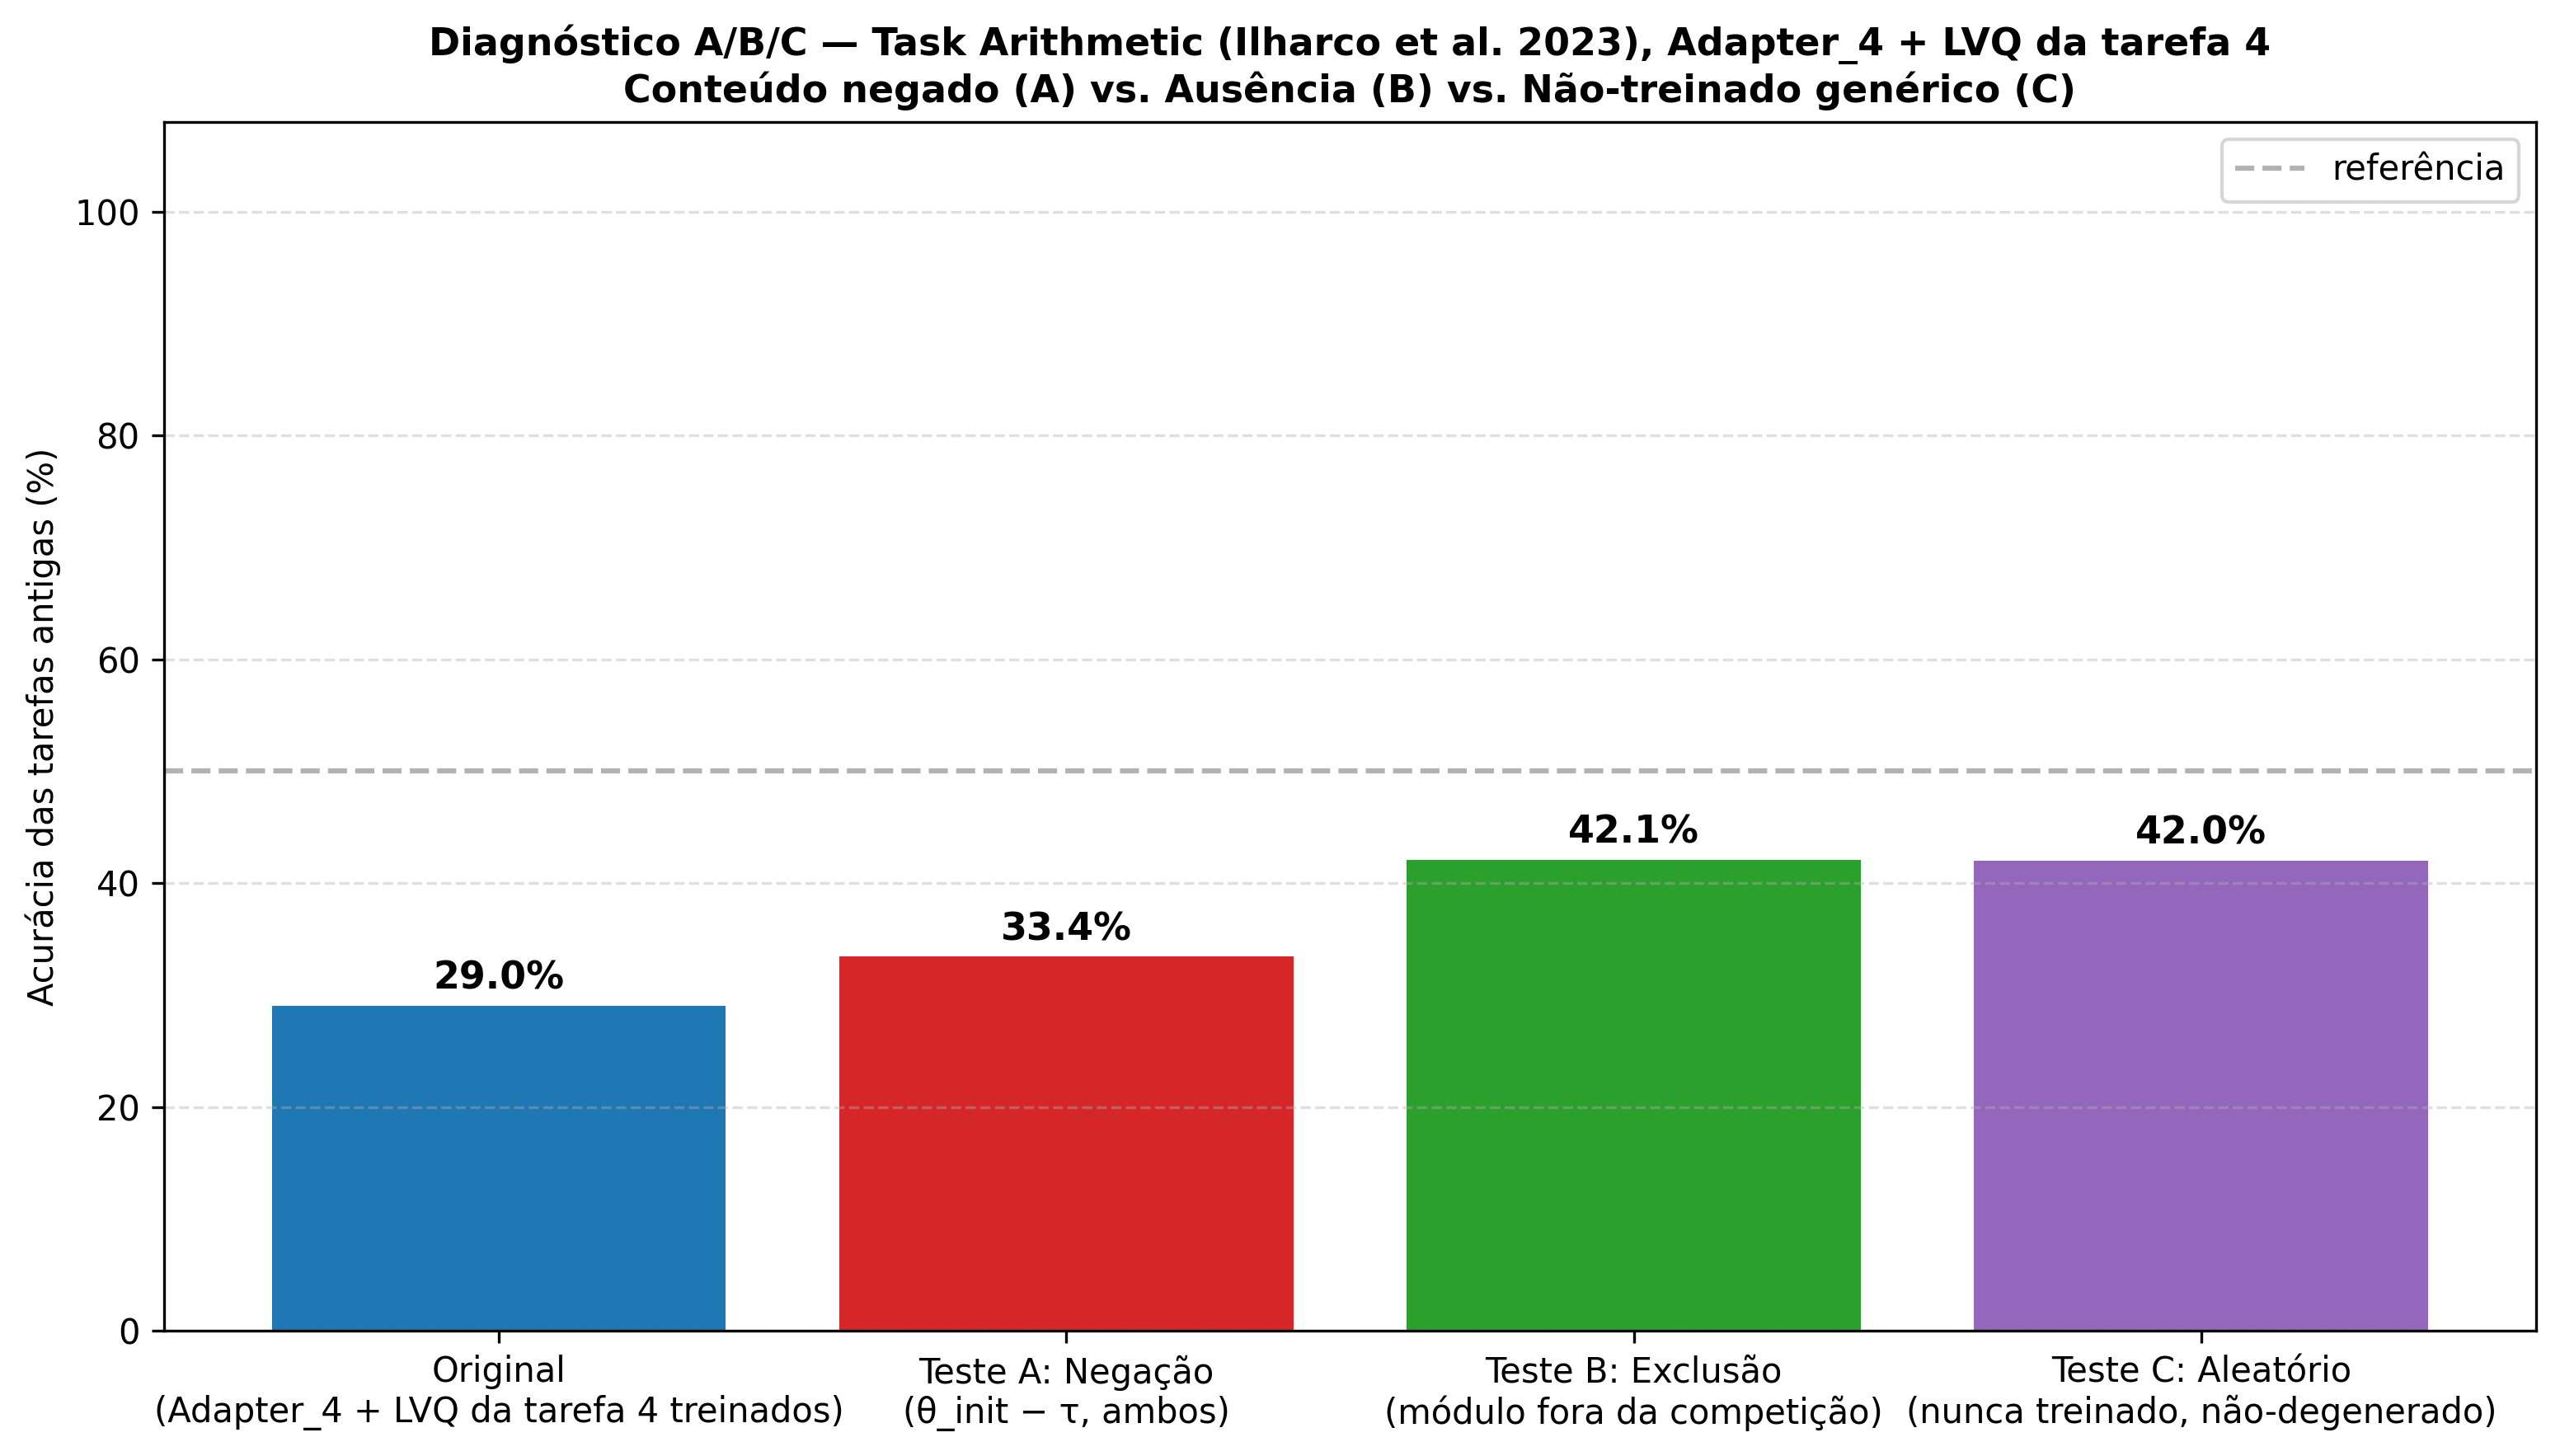 Diagnóstico A/B/C — Task Arithmetic (Ilharco et al. 2023), Adapter_4 + LVQ da tarefa 4
Conteúdo negado (A) vs. Ausência (B) vs. Não-treinado genérico (C)
referência
Acurácia das tarefas antigas (%)
100
80
60
40
20
0
29.0%
33.4%
42.1%
42.0%
Original
(Adapter_4 + LVQ da tarefa 4 treinados)
Teste A: Negação
(θ_init − τ, ambos)
Teste B: Exclusão
(módulo fora da competição)
Teste C: Aleatório
(nunca treinado, não-degenerado)